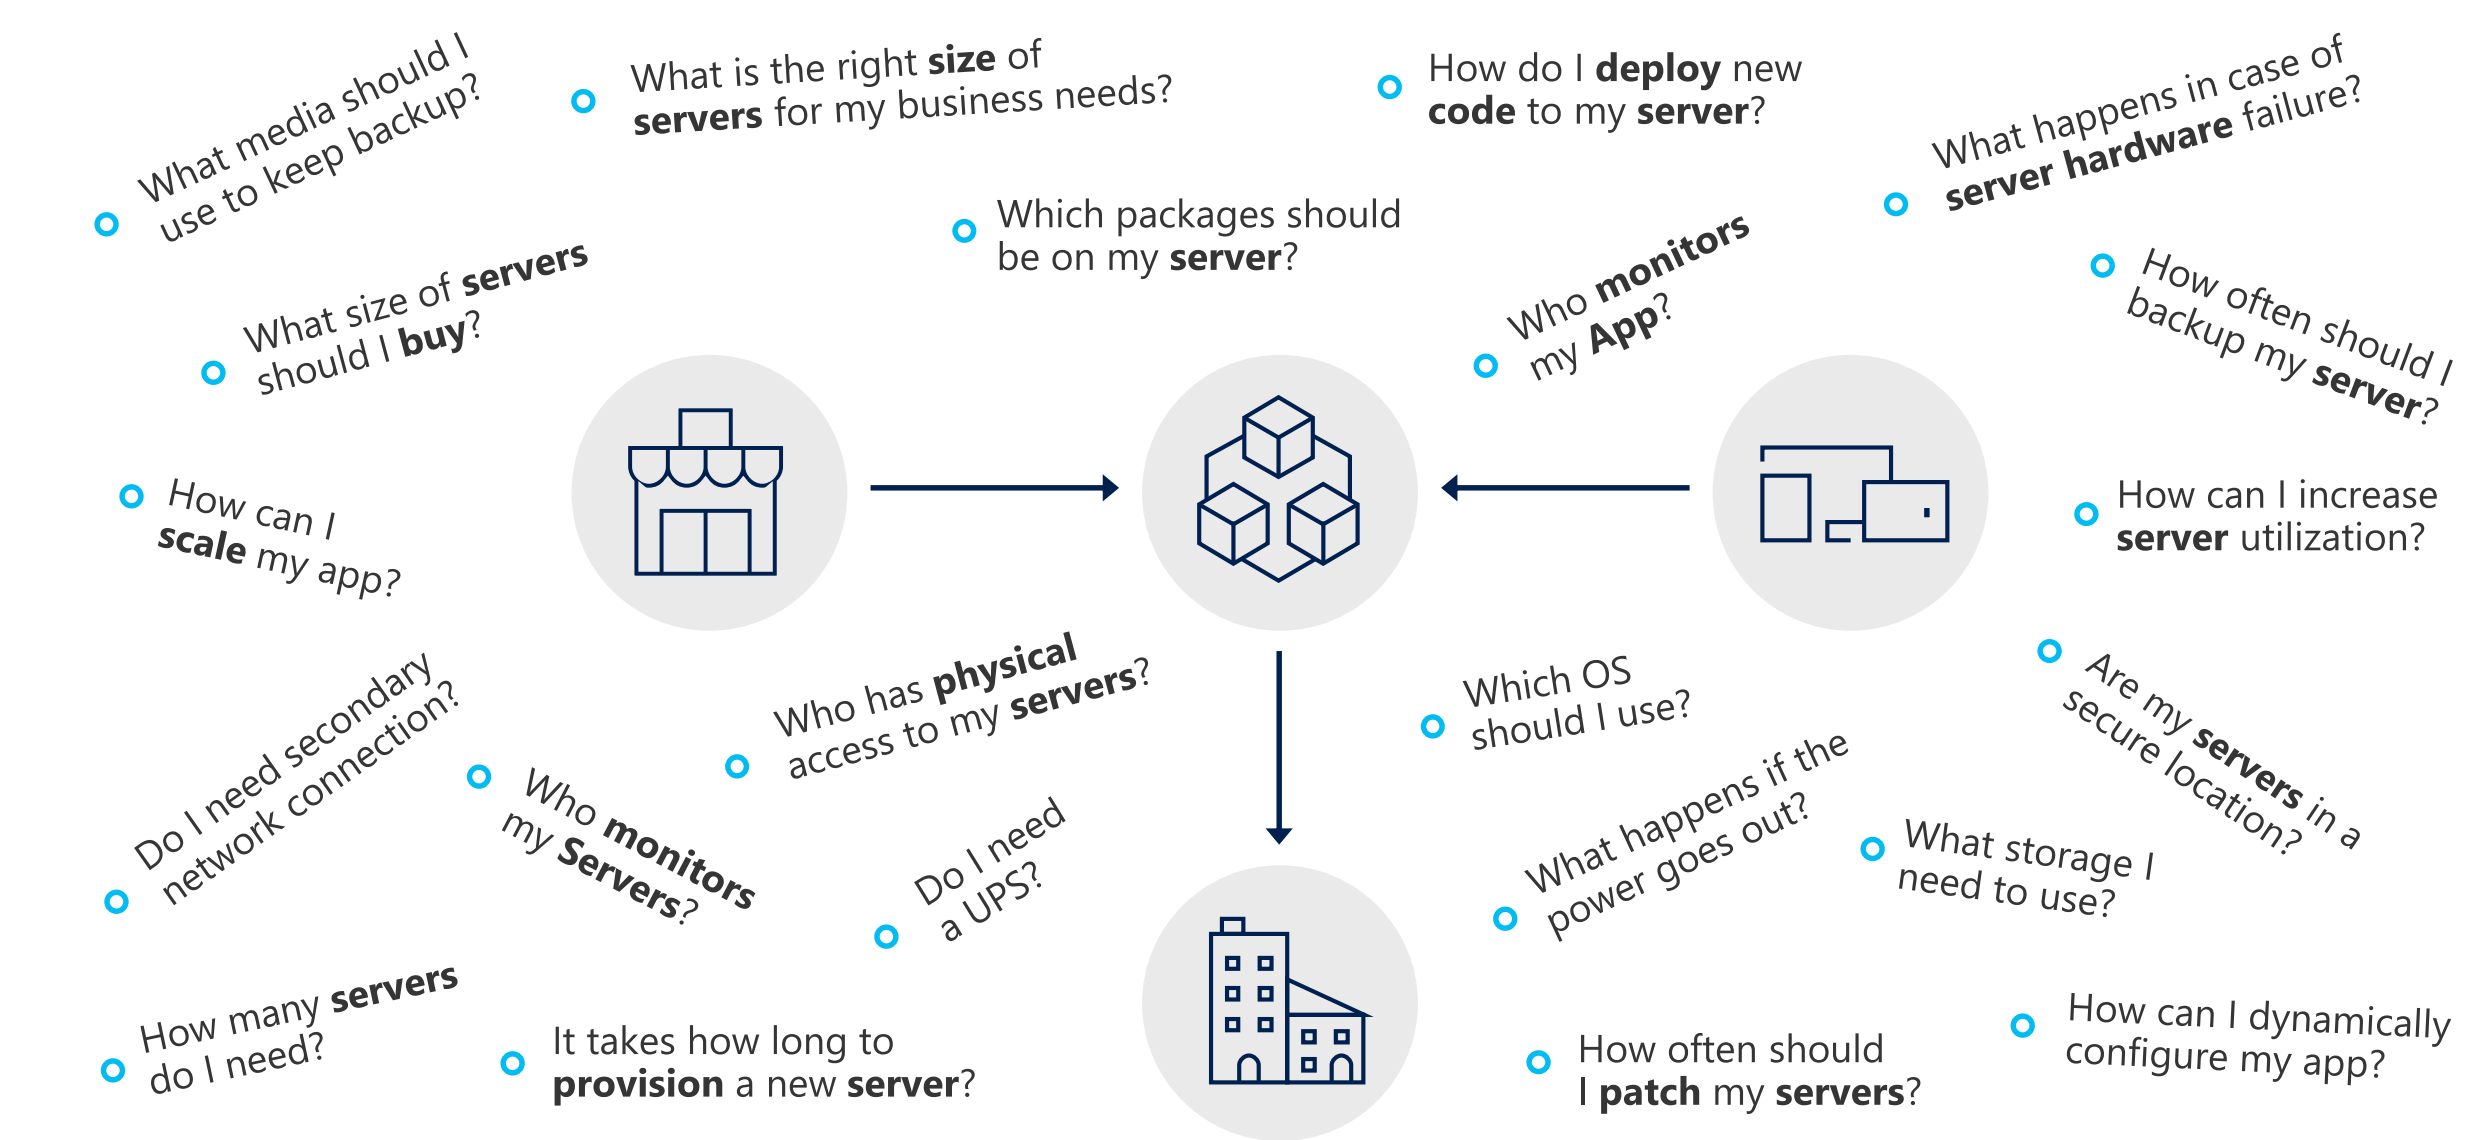 What media should I
use to keep backup?
What is the right size of
servers for my business needs?
How do I deploy new
code to my server?
What happens in case of
server hardware failure?
Which packages should
be on my server?
What size of servers
should I buy?
Who monitors
my App?
How often should I
backup my server?
How can I
scale my app?
How can I increase
server utilization?
Do I need secondary
network connection?
Who has physical
access to my servers?
Which OS
should I use?
Are my servers in a
secure location?
Who monitors
my Servers?
Do I need
a UPS?
What happens if the
power goes out?
What storage I
need to use?
How many servers
do I need?
It takes how long to
provision a new server?
How often should
I patch my servers?
How can I dynamically
configure my app?